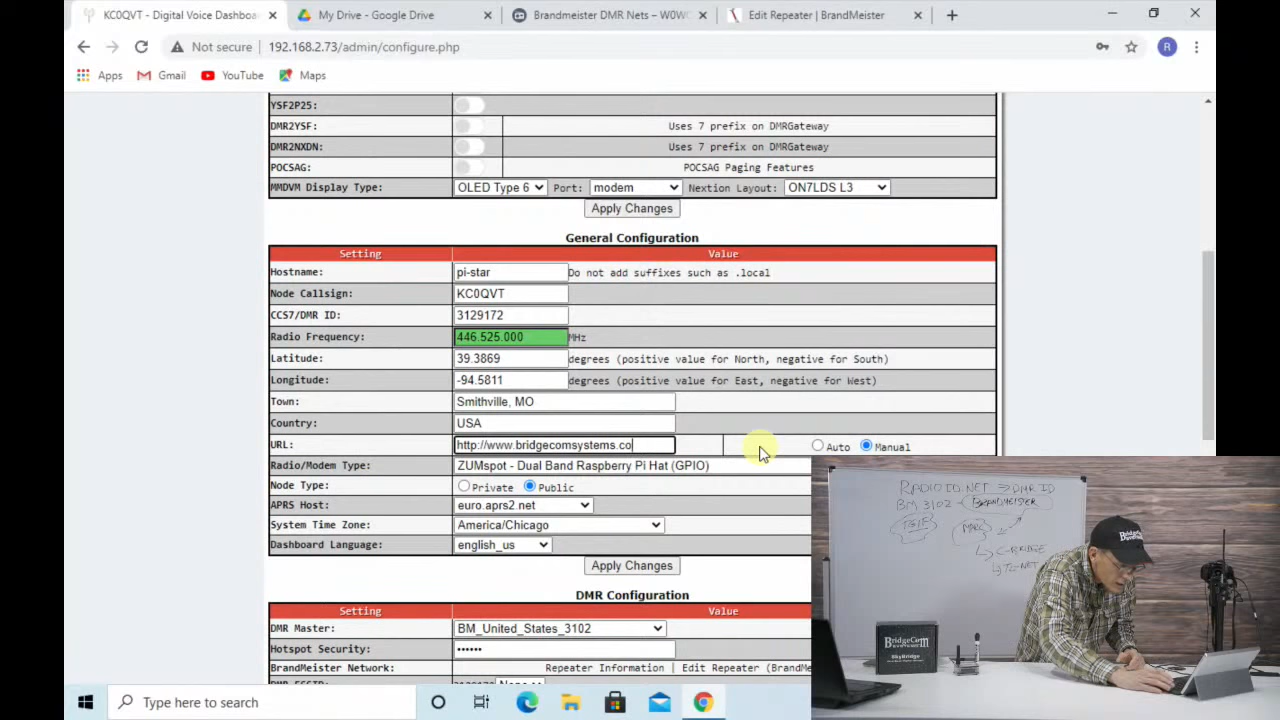 KC0QVT - Digital Voice Dashboa
My Drive - Google Drive
Brandmeister DMR Nets – W0W
Edit Repeater | BrandMeister
Not secure | 192.168.2.73/admin/configure.php
R
Apps Gmail YouTube Maps
YSF2P25:
DMR2YSF: Uses 7 prefix on DMRGateway
DMR2NXDN: Uses 7 prefix on DMRGateway
POCSAG: POCSAG Paging Features
MMDVM Display Type: OLED Type 6 Port: modem Nextion Layout: ON7LDS L3
Apply Changes
General Configuration
Setting Value
Hostname: pi-star Do not add suffixes such as .local
Node Callsign: KC0QVT
CCS7/DMR ID: 3129172
Radio Frequency: 446.525.000 MHz
Latitude: 39.3869 degrees (positive value for North, negative for South)
Longitude: -94.5811 degrees (positive value for East, negative for West)
Town: Smithville, MO
Country: USA
URL: http://www.bridgecomsystems.co Auto Manual
Radio/Modem Type: ZUMspot - Dual Band Raspberry Pi Hat (GPIO)
Node Type: Private Public
APRS Host: euro.aprs2.net
System Time Zone: America/Chicago
Dashboard Language: english_us
Apply Changes
DMR Configuration
Setting Value
DMR Master: BM_United_States_3102
Hotspot Security: ••••••
BrandMeister Network: Repeater Information | Edit Repeater (BrandMe
RADIOID.NET ⇒ DMR ID
BM 3102 - BRANDMEISTER
MARC
C-BRIDGE
BridgeCom
BridgeCom
SkyBridge
Type here to search